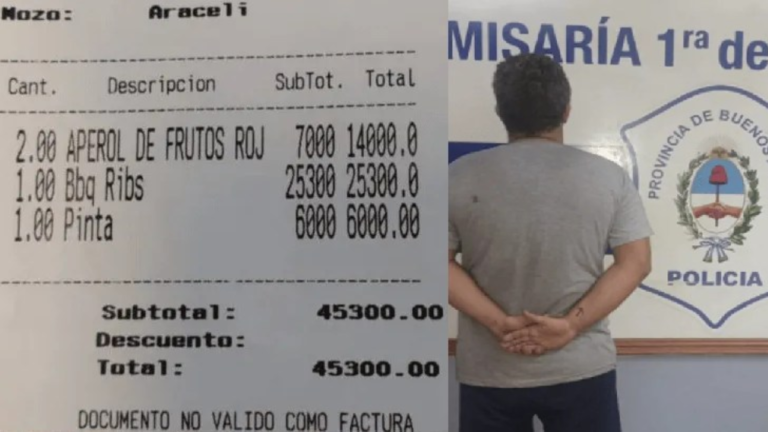 Mozo: Araceli
Cant. Descripcion SubTot. Total
2.00 APEROL DE FRUTOS ROJ 7000 14000.0
1.00 Bbq Ribs 25300 25300.0
1.00 Pinta 6000 6000.00
Subtotal: 45300.00
Descuento:
Total: 45300.00
DOCUMENTO NO VALIDO COMO FACTURA
MISARÍA 1ra de
PROVINCIA DE BUENOS
POLICIA